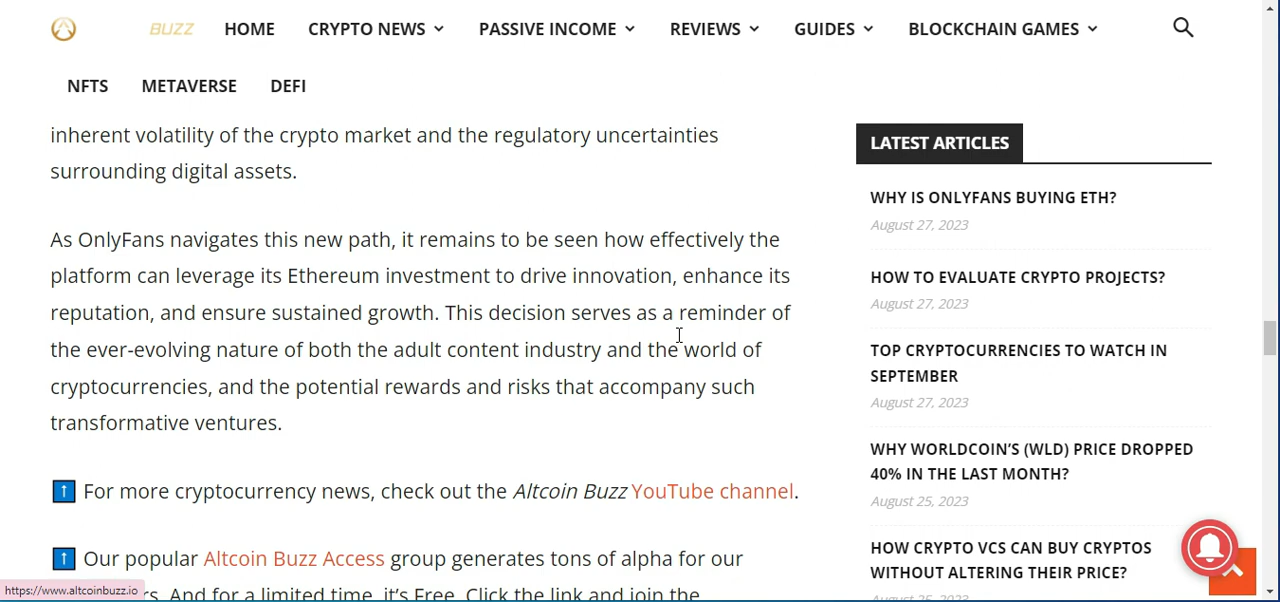 BUZZ HOME CRYPTO NEWS PASSIVE INCOME REVIEWS GUIDES BLOCKCHAIN GAMES
NFTS METAVERSE DEFI
inherent volatility of the crypto market and the regulatory uncertainties
surrounding digital assets.
As OnlyFans navigates this new path, it remains to be seen how effectively the
platform can leverage its Ethereum investment to drive innovation, enhance its
reputation, and ensure sustained growth. This decision serves as a reminder of
the ever-evolving nature of both the adult content industry and the world of
cryptocurrencies, and the potential rewards and risks that accompany such
transformative ventures.
For more cryptocurrency news, check out the Altcoin Buzz YouTube channel.
Our popular Altcoin Buzz Access group generates tons of alpha for our
rs. And for a limited time, it's Free. Click the link and join the
https://www.altcoinbuzz.io
LATEST ARTICLES
WHY IS ONLYFANS BUYING ETH?
August 27, 2023
HOW TO EVALUATE CRYPTO PROJECTS?
August 27, 2023
TOP CRYPTOCURRENCIES TO WATCH IN
SEPTEMBER
August 27, 2023
WHY WORLDCOIN'S (WLD) PRICE DROPPED
40% IN THE LAST MONTH?
August 25, 2023
HOW CRYPTO VCS CAN BUY CRYPTOS
WITHOUT ALTERING THEIR PRICE?
August 25, 2023